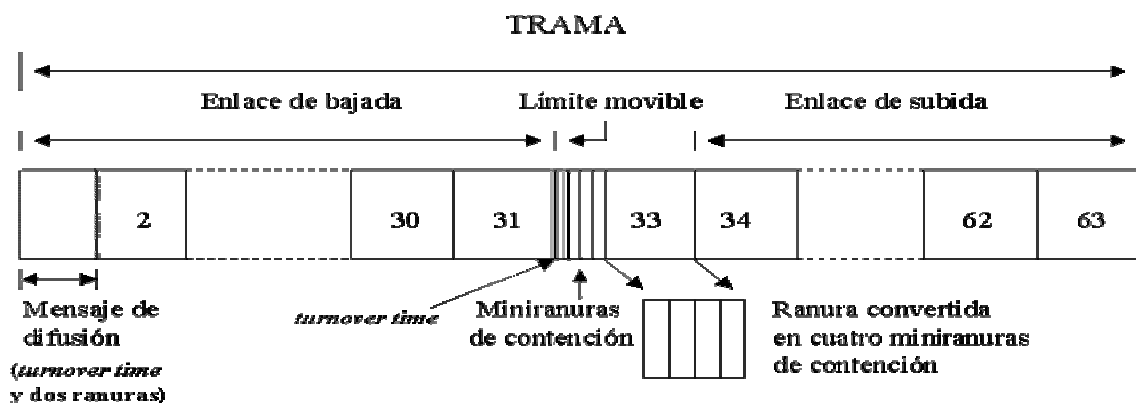 TRAMA
Enlace de bajada
Límite movible
Enlace de subida
2
30
31
33
34
62
63
Mensaje de
difusión
(turnover time
y dos ranuras)
turnover time
Miniranuras
de contención
Ranura convertida
en cuatro miniranuras
de contención